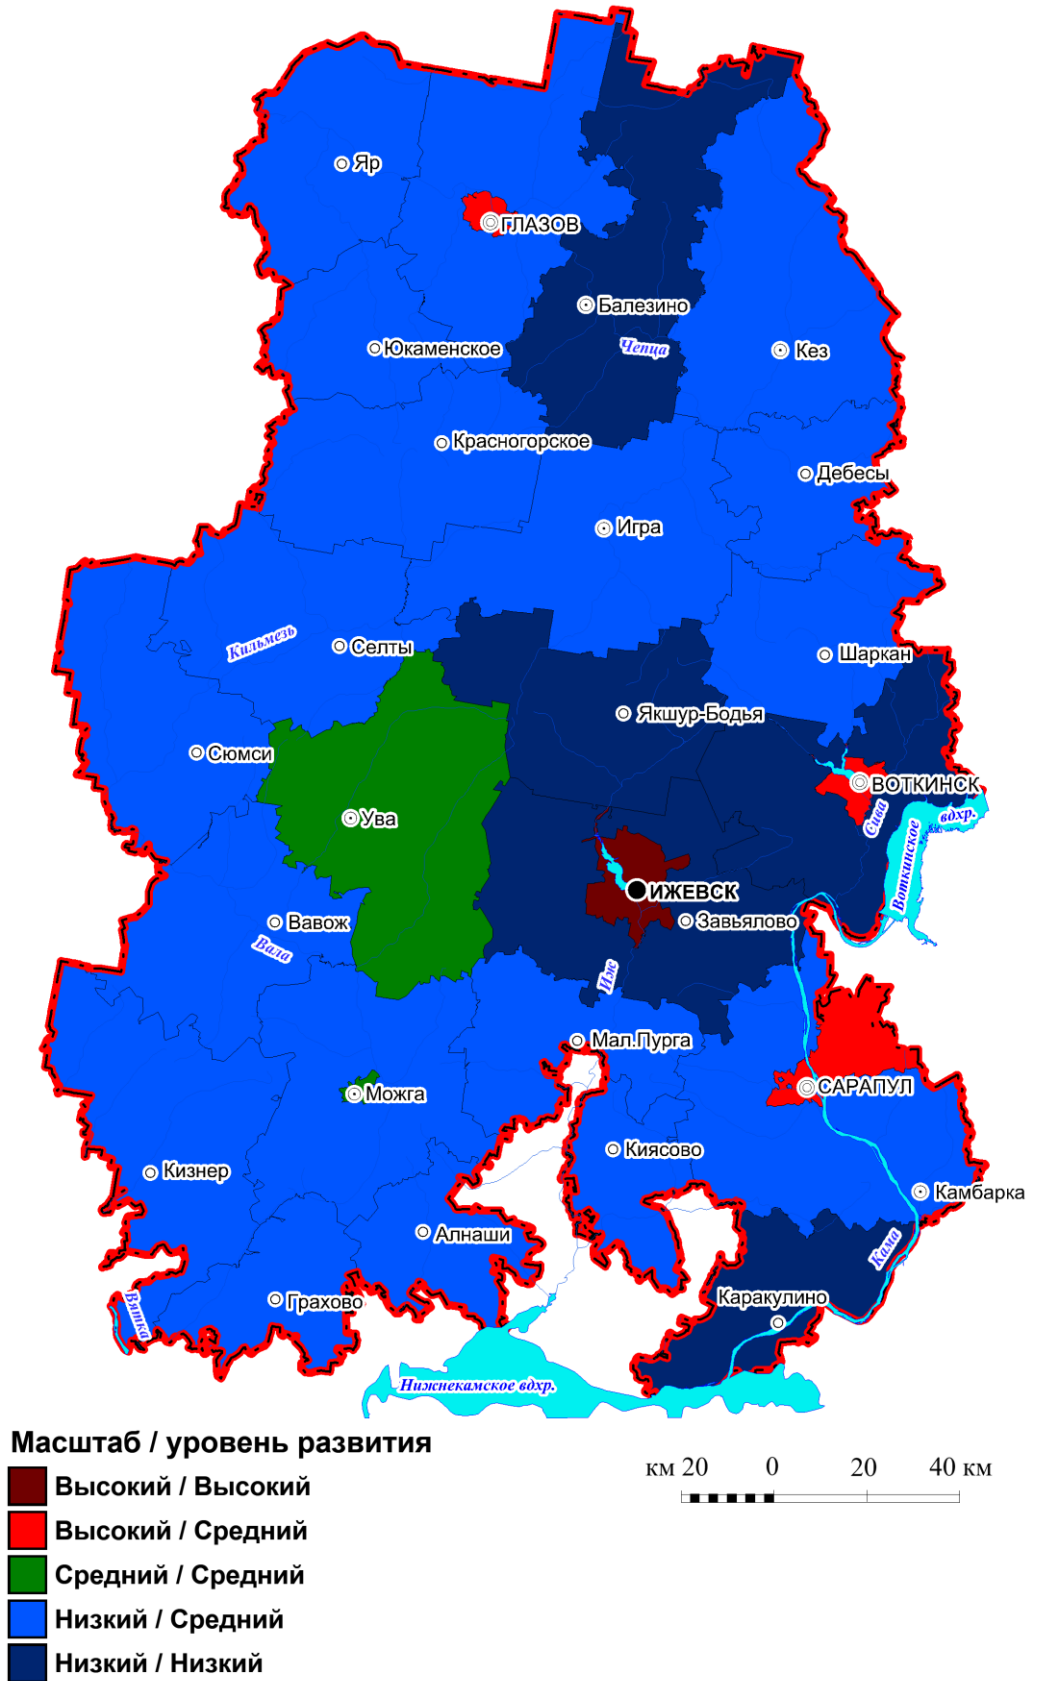 Яр
ГЛАЗОВ
Балезино
Чепца
Юкаменское
Кез
Красногорское
Дебесы
Игра
Кильмезь
Селты
Шаркан
Якшур-Бодья
Сюмси
ВОТКИНСК
Ува
Сива
Воткинское
вдхр.
ИЖЕВСК
Завьялово
Вавож
Вала
Иж
Мал.Пурга
САРАПУЛ
Можга
Киясово
Кизнер
Камбарка
Алнаши
Кама
Каракулино
Грахово
Вятка
Нижнекамское вдхр.
Масштаб / уровень развития
Высокий / Высокий
Высокий / Средний
Средний / Средний
Низкий / Средний
Низкий / Низкий
км 20 0 20 40 км